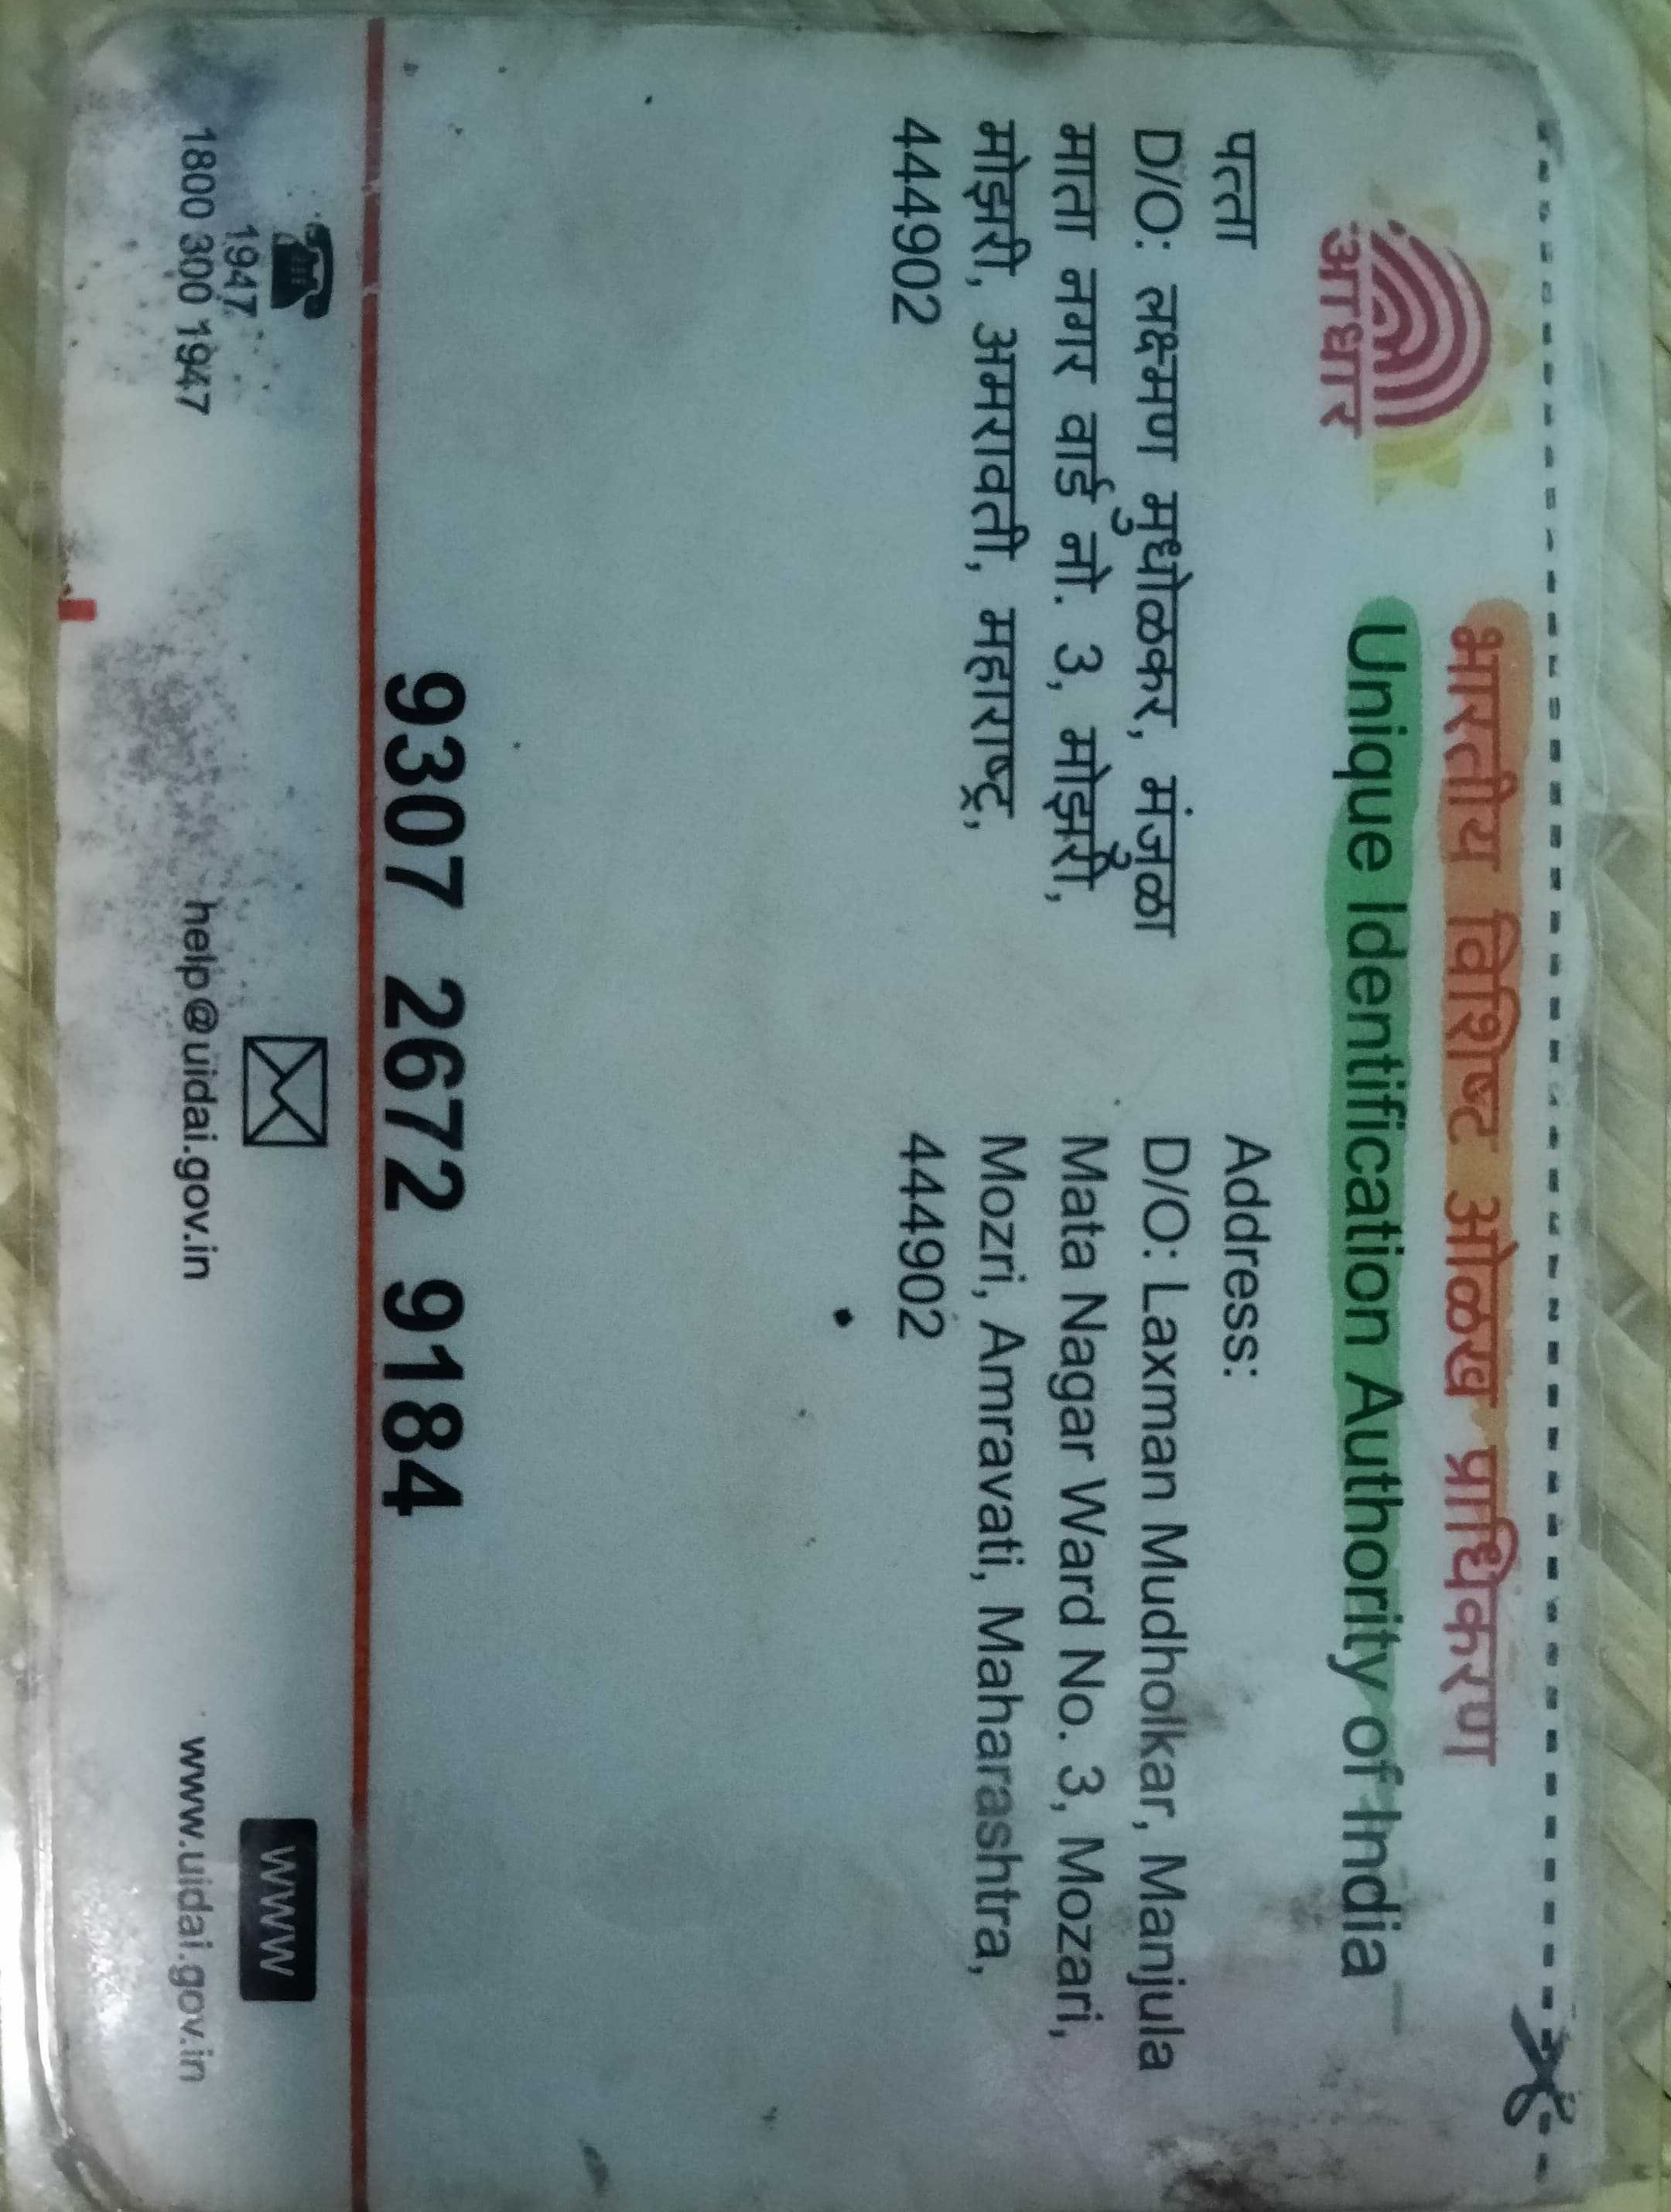 भारतीय विशिष्ट ओळख प्राधिकरण
Unique Identification Authority of India
आधार
पत्ता
D/O: लक्ष्मण मुधोळकर, मंजुळा
माता नगर वार्ड नो. 3, मोझरी,
मोझरी, अमरावती, महाराष्ट्र,
444902
Address:
D/O: Laxman Mudholkar, Manjula
Mata Nagar Ward No. 3, Mozari,
Mozri, Amravati, Maharashtra,
444902
9307 2672 9184
1947
1800 300 1947
help@uidai.gov.in
www
www.uidai.gov.in